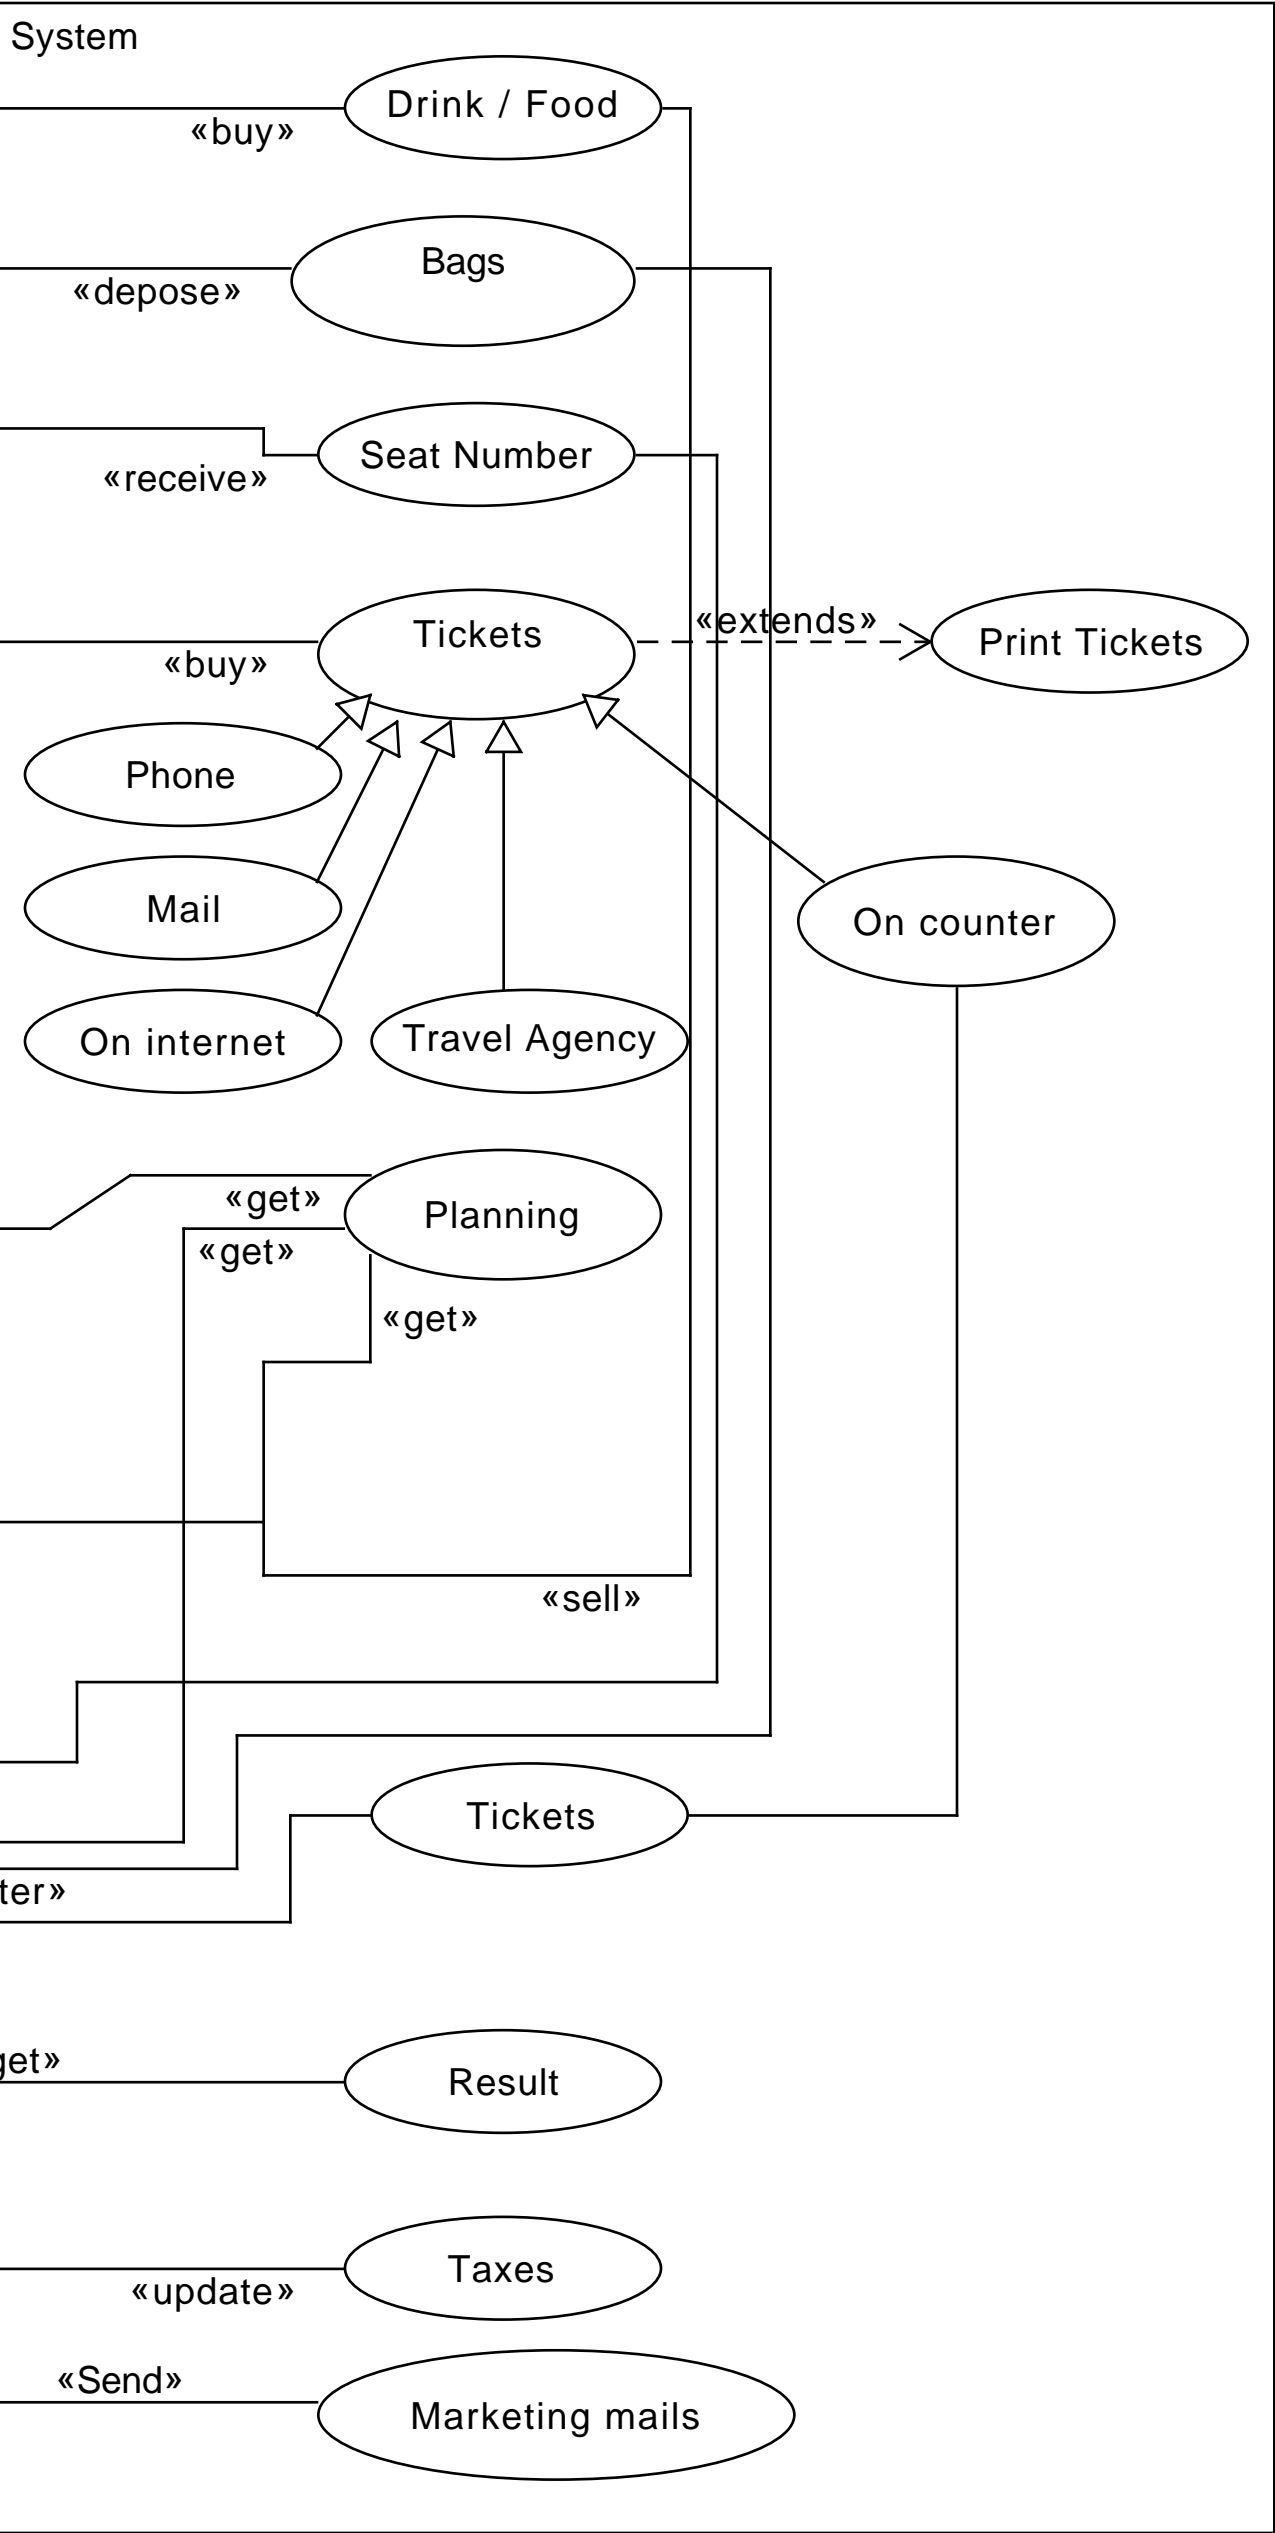 System
Drink / Food
«buy»
Bags
«depose»
Seat Number
«receive»
Tickets
«extends»
Print Tickets
«buy»
Phone
Mail
On counter
On internet
Travel Agency
«get»
Planning
«get»
«get»
«sell»
Tickets
ter»
get»
Result
Taxes
«update»
«Send»
Marketing mails